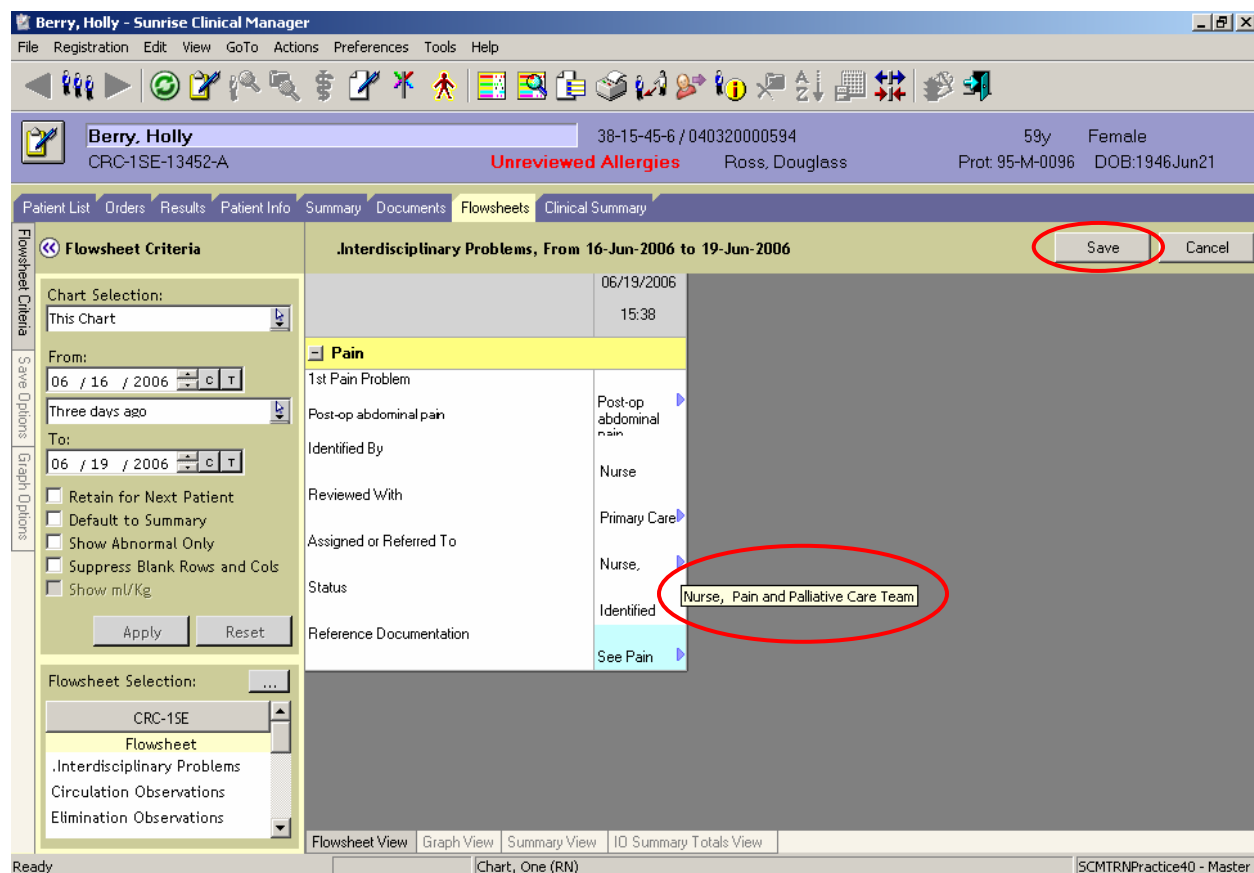 Berry, Holly - Sunrise Clinical Manager
File Registration Edit View GoTo Actions Preferences Tools Help
Berry, Holly 38-15-45-6 / 040320000594 59y Female
CRC-1SE-13452-A Unreviewed Allergies Ross, Douglass Prot: 95-M-0096 DOB:1946Jun21
Patient List Orders Results Patient Info Summary Documents Flowsheets Clinical Summary
Flowsheet Criteria
Save Options
Graph Options
Flowsheet Criteria
.Interdisciplinary Problems, From 16-Jun-2006 to 19-Jun-2006
Save Cancel
Chart Selection:
This Chart
From:
06 / 16 / 2006 C T
Three days ago
To:
06 / 19 / 2006 C T
Retain for Next Patient
Default to Summary
Show Abnormal Only
Suppress Blank Rows and Cols
Show ml/Kg
Apply Reset
Flowsheet Selection: ...
CRC-1SE
Flowsheet
.Interdisciplinary Problems
Circulation Observations
Elimination Observations
06/19/2006
15:38
Pain
1st Pain Problem
Post-op abdominal pain
Post-op
abdominal
pain
Identified By
Nurse
Reviewed With
Primary Care
Assigned or Referred To
Nurse,
Nurse, Pain and Palliative Care Team
Status
Identified
Reference Documentation
See Pain
Flowsheet View Graph View Summary View IO Summary Totals View
Ready Chart, One (RN) SCMTRNPractice40 - Master